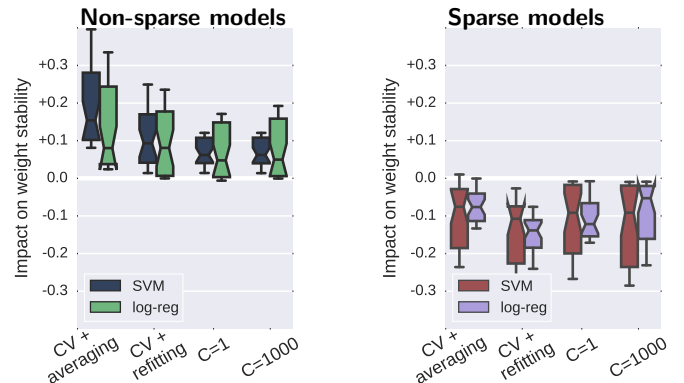 Non-sparse models
Impact on weight stability
+0.3
+0.2
+0.1
0.0
-0.1
-0.2
-0.3
SVM
log-reg
CV +
averaging
CV +
refitting
C=1
C=1000
Sparse models
Impact on weight stability
+0.3
+0.2
+0.1
0.0
-0.1
-0.2
-0.3
SVM
log-reg
CV +
averaging
CV +
refitting
C=1
C=1000